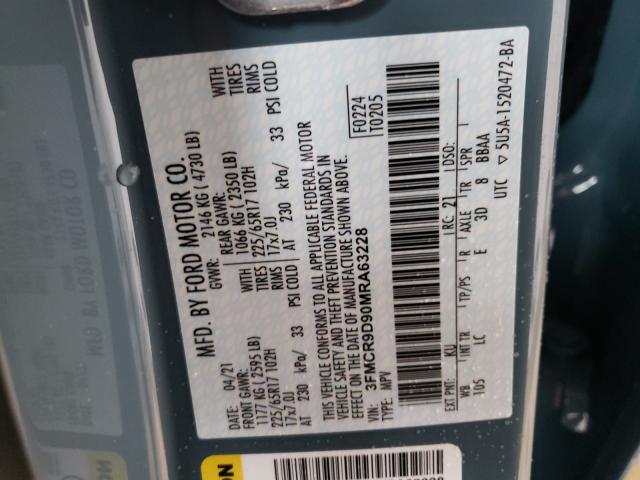 MFD. BY FORD MOTOR CO.
DATE: 04/21 GVWR: 2146 KG ( 4730 LB)
FRONT GAWR: REAR GAWR: WITH
1177 KG ( 2595 LB) 1066 KG ( 2350 LB) TIRES
225/65R17 102H WITH TIRES 225/65R17 102H RIMS
17x7.0J RIMS 17x7.0J
AT 230 kPa/ 33 PSI COLD AT 230 kPa/ 33 PSI COLD
THIS VEHICLE CONFORMS TO ALL APPLICABLE FEDERAL MOTOR
VEHICLE SAFETY AND THEFT PREVENTION STANDARDS IN
EFFECT ON THE DATE OF MANUFACTURE SHOWN ABOVE.
F0224
T0205
3FMCR9D90MRA63228
TYPE: MPV
EXT PNT: KU RC: 21 DSO:
WB INT TR TP/PS R AXLE TR SPR
105 LC E 3D 8 BBAA
UTC ▽ 5U5A-1520472-BA